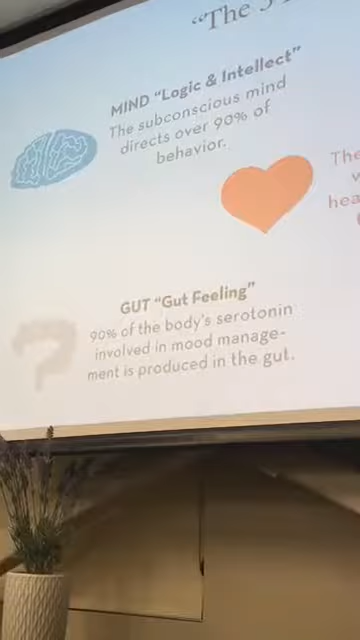 "The 3
MIND "Logic & Intellect"
The subconscious mind
directs over 90% of
behavior.
The
hea
GUT "Gut Feeling"
90% of the body's serotonin
involved in mood manage-
ment is produced in the gut.